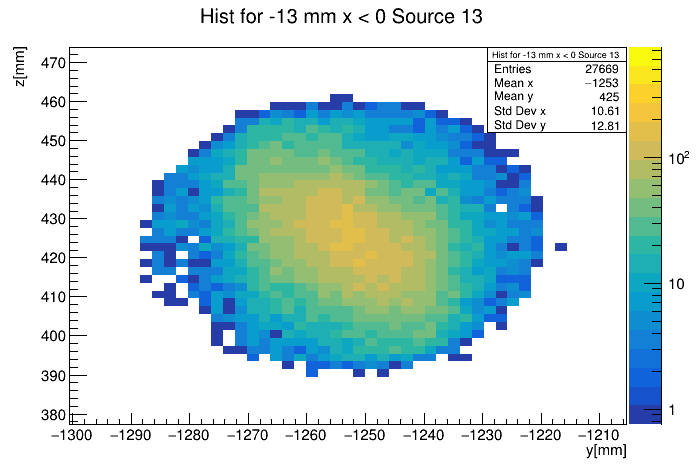 Hist for -13 mm x < 0 Source 13
z[mm]
Hist for -13 mm x < 0 Source 13
Entries 27669
Mean x −1253
Mean y 425
Std Dev x 10.61
Std Dev y 12.81
470
460
450
440
430
420
410
400
390
380
10²
10
1
−1300 −1290 −1280 −1270 −1260 −1250 −1240 −1230 −1220 −1210
y[mm]